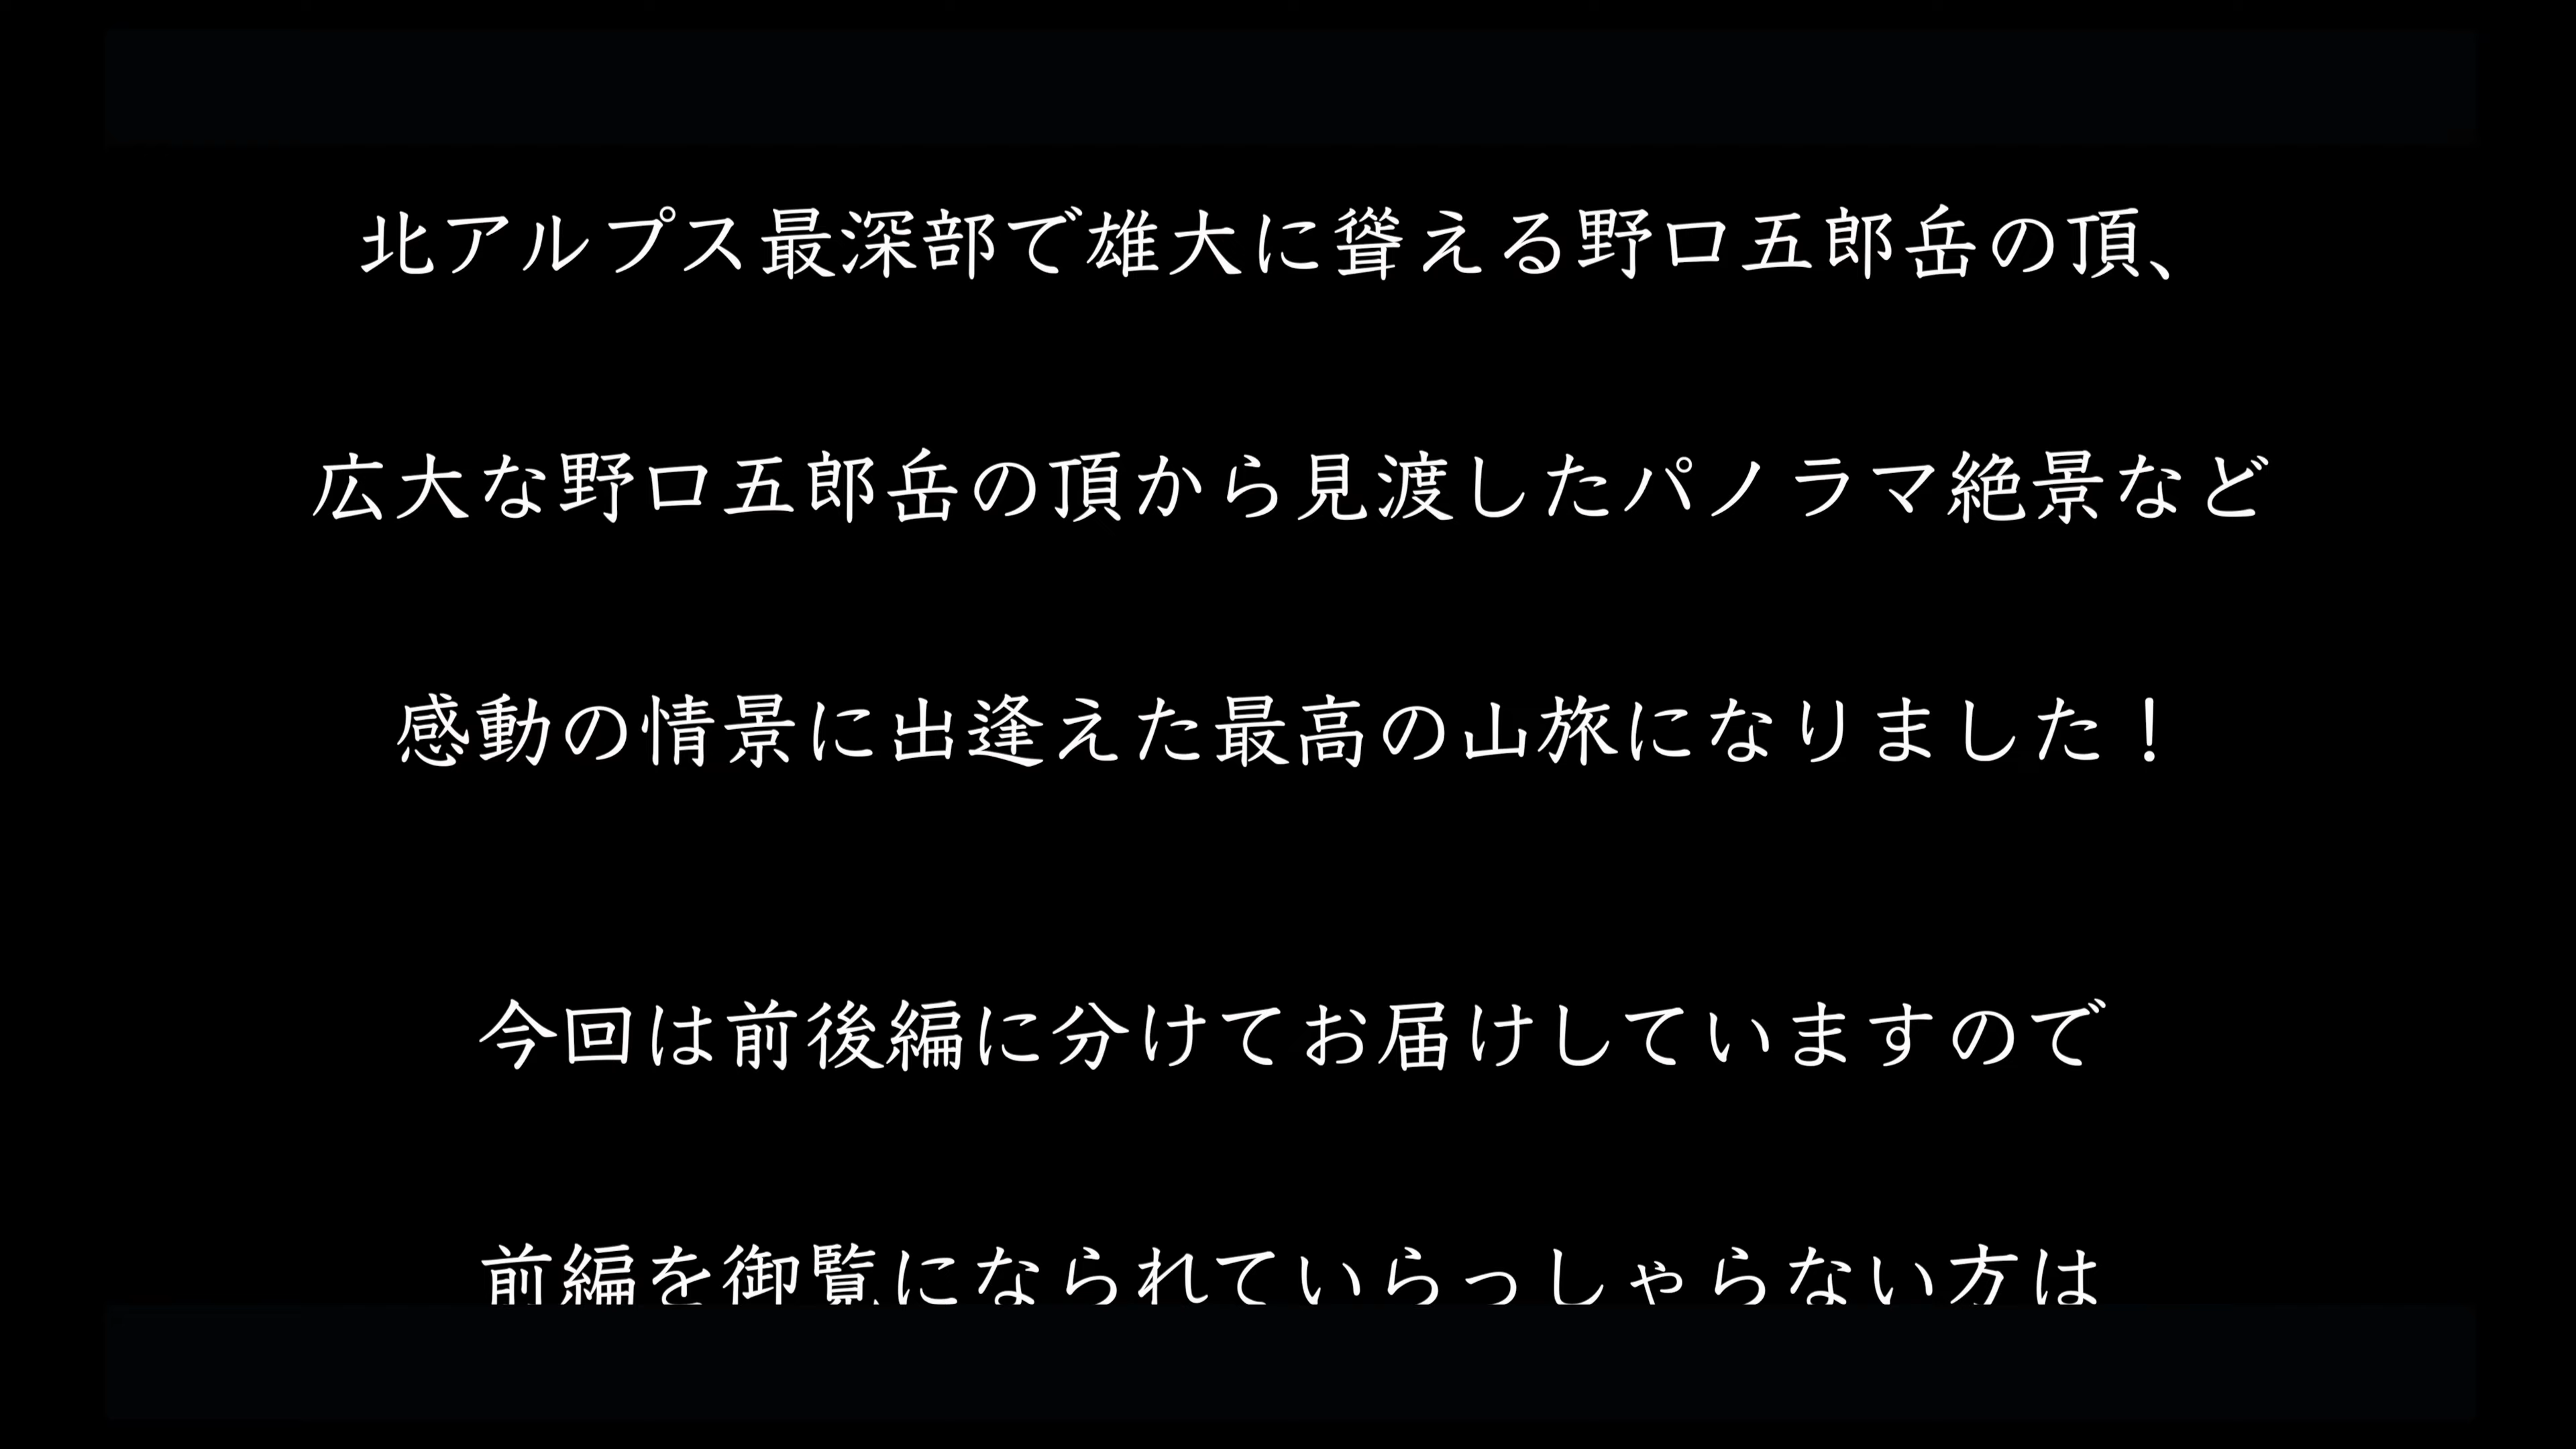 北アルプス最深部で雄大に聳える野口五郎岳の頂、
広大な野口五郎岳の頂から見渡したパノラマ絶景など
感動の情景に出逢えた最高の山旅になりました！
今回は前後編に分けてお届けしていますので
前編を御覧になられていらっしゃらない方は